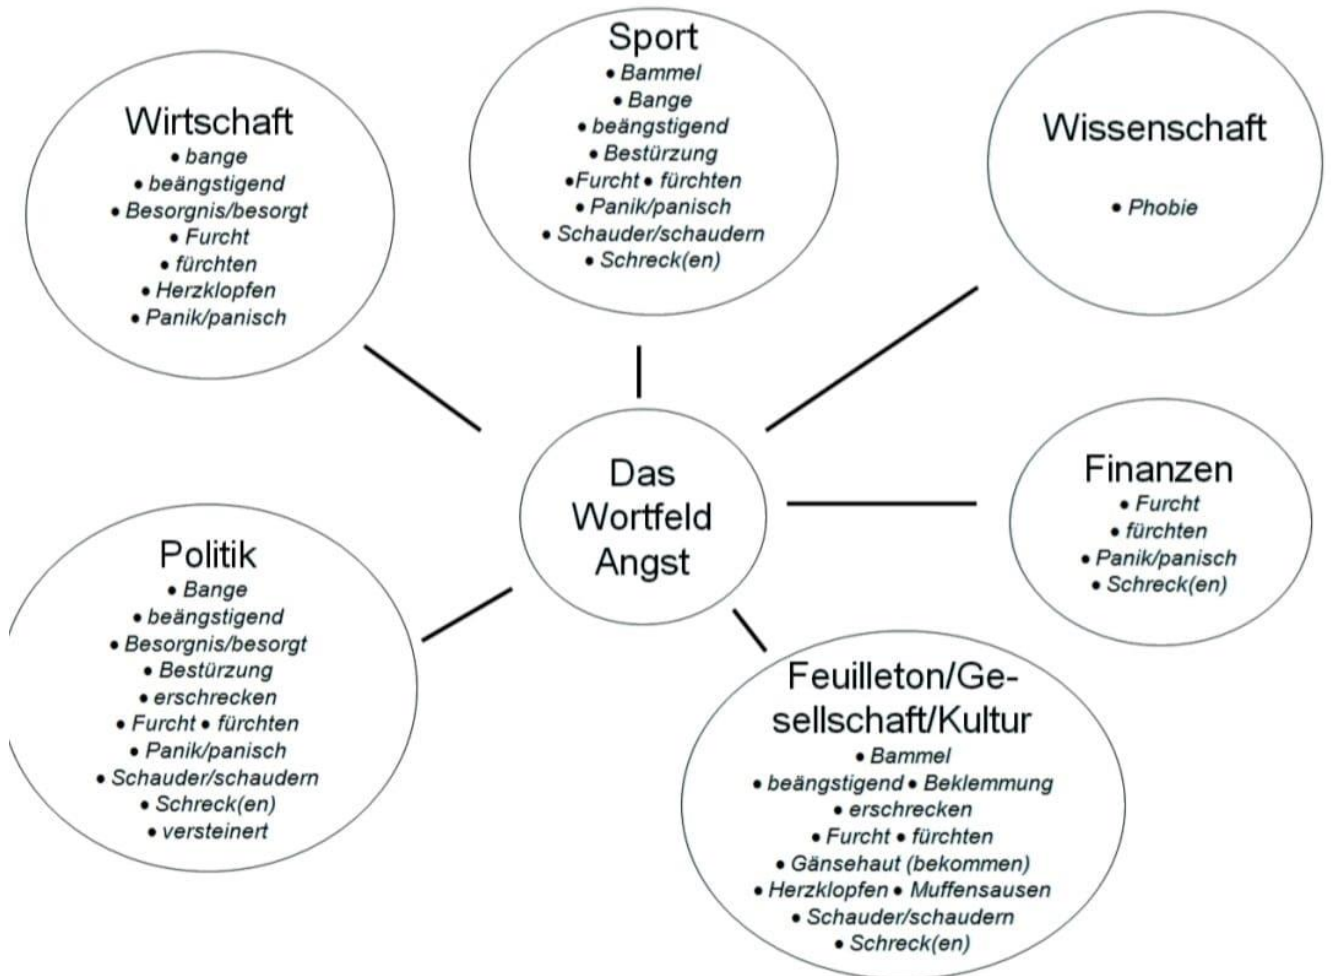 Sport
• Bammel
• Bange
• beängstigend
• Bestürzung
•Furcht • fürchten
• Panik/panisch
• Schauder/schaudern
• Schreck(en)
Wirtschaft
• bange
• beängstigend
• Besorgnis/besorgt
• Furcht
• fürchten
• Herzklopfen
• Panik/panisch
Wissenschaft
• Phobie
Das
Wortfeld
Angst
Finanzen
• Furcht
• fürchten
• Panik/panisch
• Schreck(en)
Politik
• Bange
• beängstigend
• Besorgnis/besorgt
• Bestürzung
• erschrecken
• Furcht • fürchten
• Panik/panisch
• Schauder/schaudern
• Schreck(en)
• versteinert
Feuilleton/Ge-
sellschaft/Kultur
• Bammel
• beängstigend • Beklemmung
• erschrecken
• Furcht • fürchten
• Gänsehaut (bekommen)
• Herzklopfen • Muffensausen
• Schauder/schaudern
• Schreck(en)